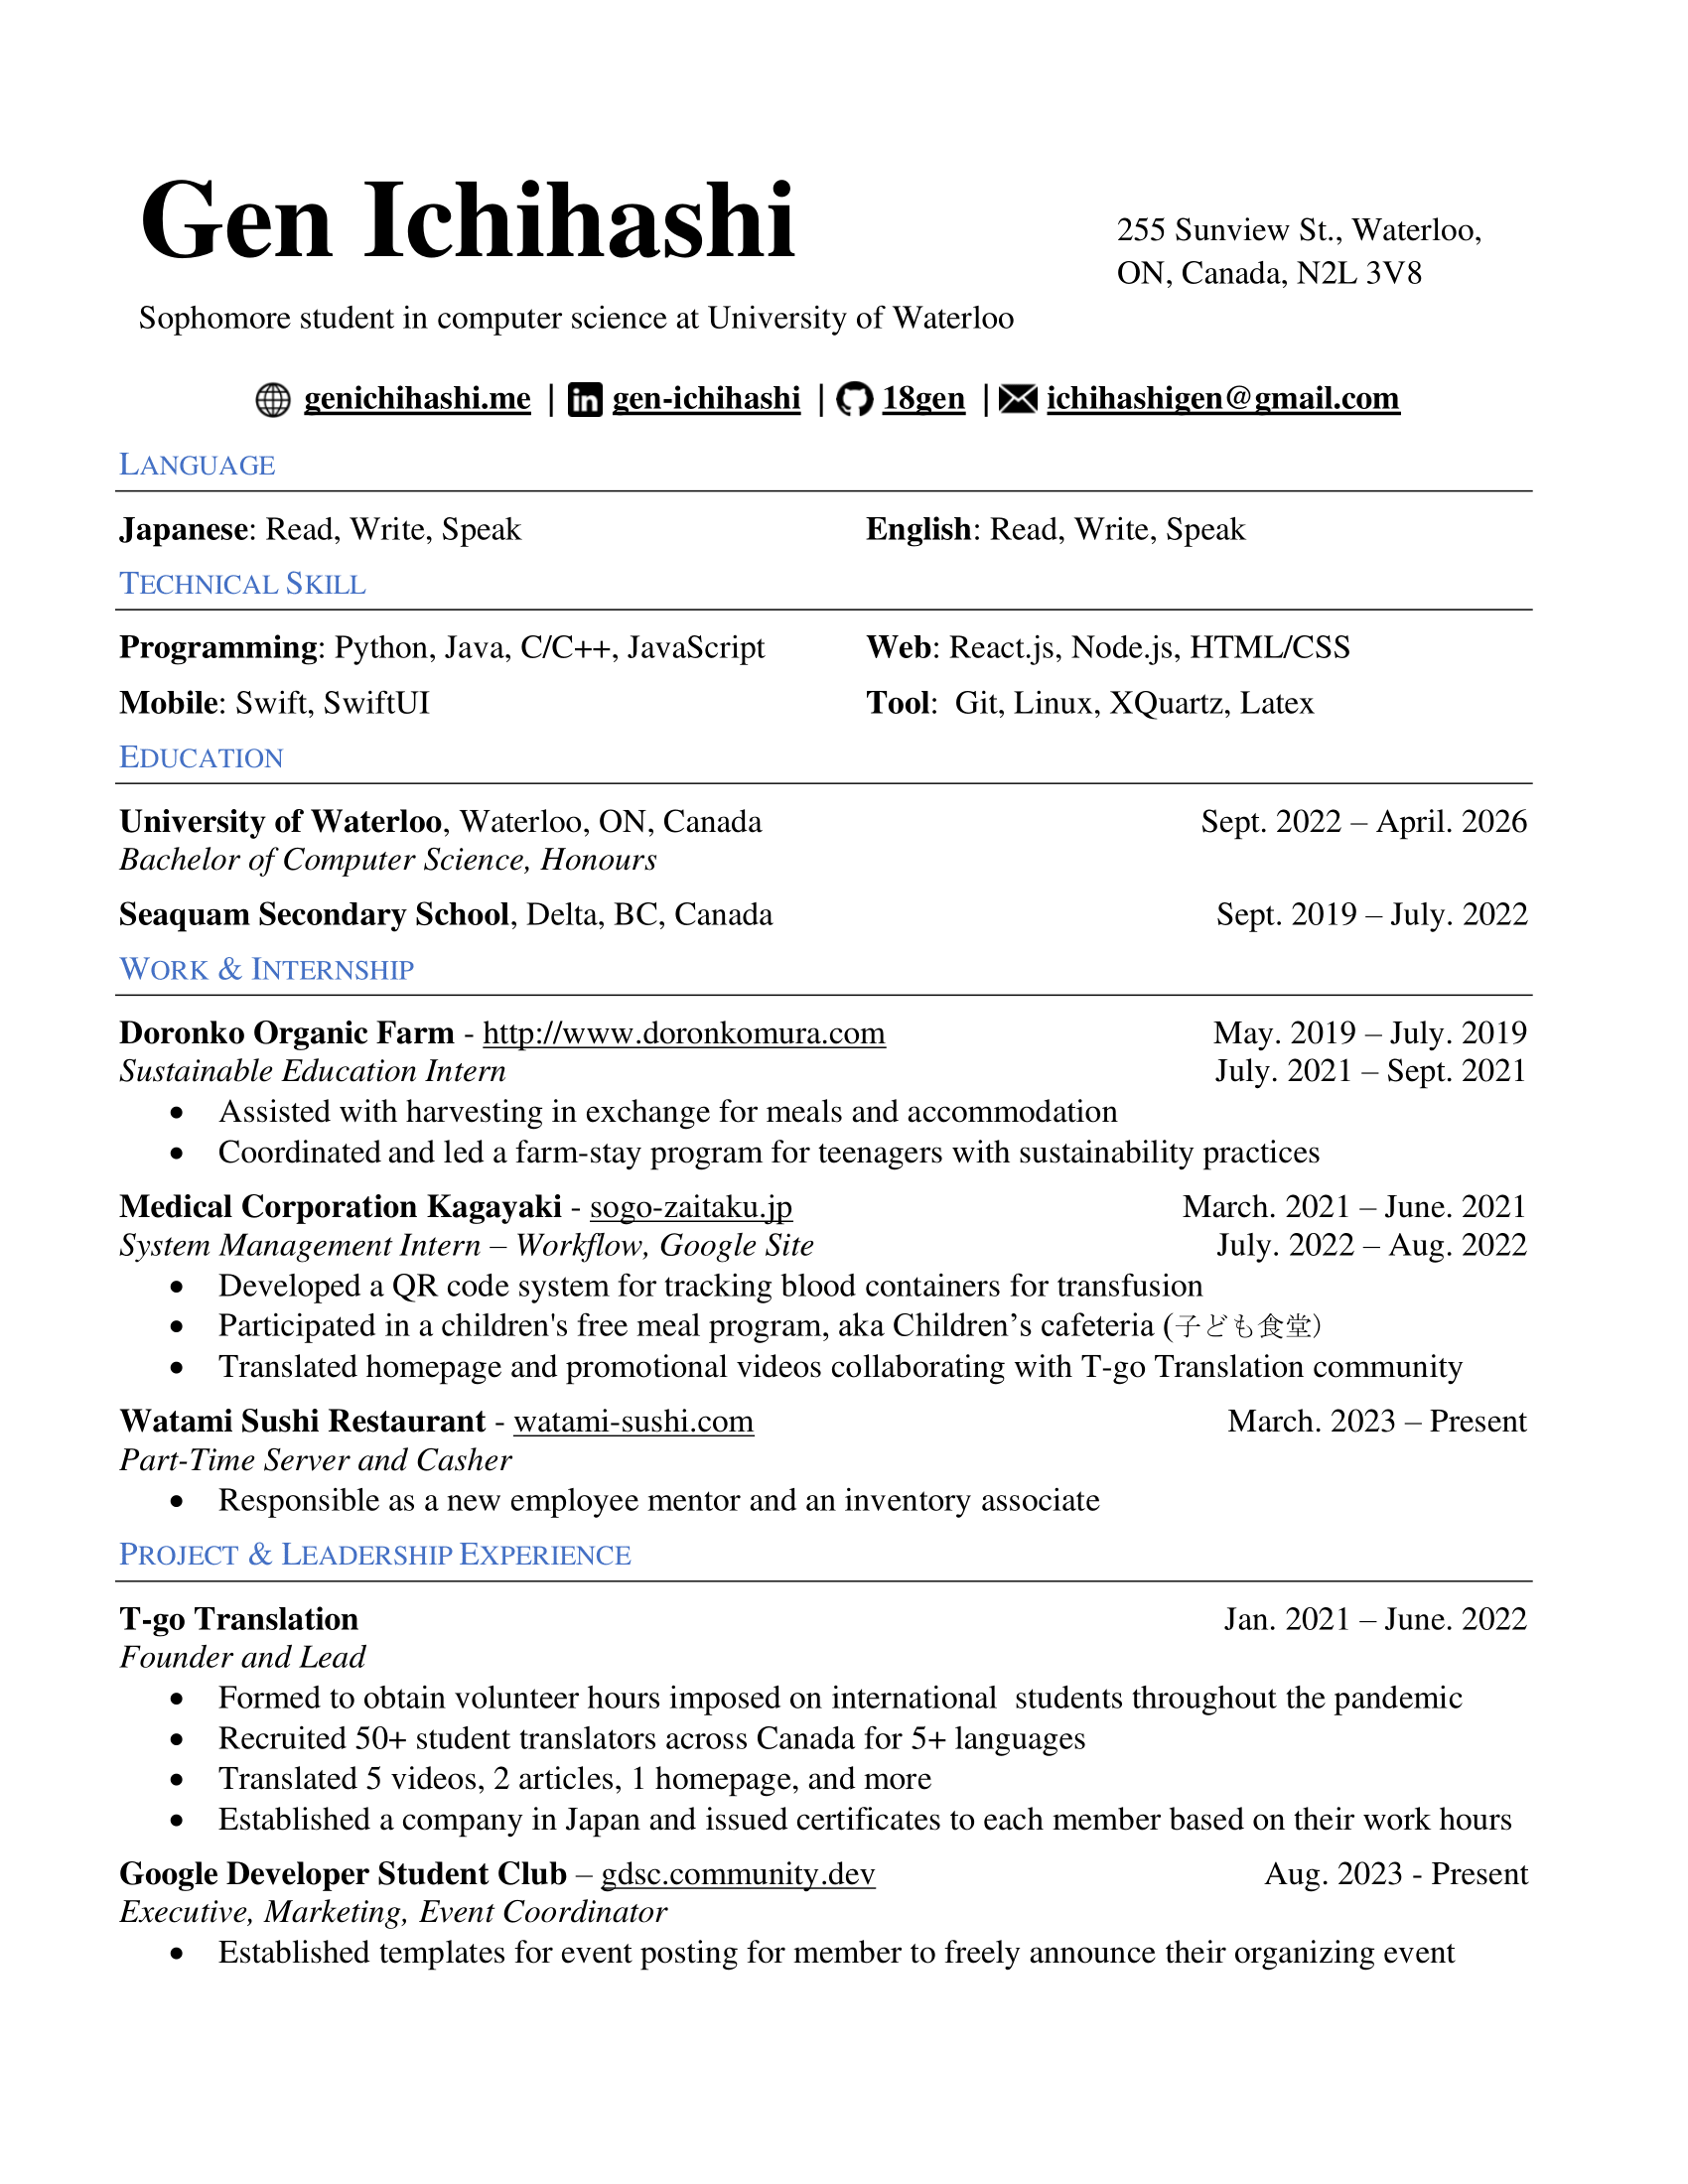 Gen Ichihashi
255 Sunview St., Waterloo,
ON, Canada, N2L 3V8
Sophomore student in computer science at University of Waterloo
genichihashi.me | in gen-ichihashi | 18gen | ichihashigen@gmail.com
LANGUAGE
Japanese: Read, Write, Speak English: Read, Write, Speak
TECHNICAL SKILL
Programming: Python, Java, C/C++, JavaScript Web: React.js, Node.js, HTML/CSS
Mobile: Swift, SwiftUI Tool: Git, Linux, XQuartz, Latex
EDUCATION
University of Waterloo, Waterloo, ON, Canada Sept. 2022 – April. 2026
Bachelor of Computer Science, Honours
Seaquam Secondary School, Delta, BC, Canada Sept. 2019 – July. 2022
WORK & INTERNSHIP
Doronko Organic Farm - http://www.doronkomura.com May. 2019 – July. 2019
Sustainable Education Intern July. 2021 – Sept. 2021
• Assisted with harvesting in exchange for meals and accommodation
• Coordinated and led a farm-stay program for teenagers with sustainability practices
Medical Corporation Kagayaki - sogo-zaitaku.jp March. 2021 – June. 2021
System Management Intern – Workflow, Google Site July. 2022 – Aug. 2022
• Developed a QR code system for tracking blood containers for transfusion
• Participated in a children's free meal program, aka Children’s cafeteria (子ども食堂）
• Translated homepage and promotional videos collaborating with T-go Translation community
Watami Sushi Restaurant - watami-sushi.com March. 2023 – Present
Part-Time Server and Casher
• Responsible as a new employee mentor and an inventory associate
PROJECT & LEADERSHIP EXPERIENCE
T-go Translation Jan. 2021 – June. 2022
Founder and Lead
• Formed to obtain volunteer hours imposed on international  students throughout the pandemic
• Recruited 50+ student translators across Canada for 5+ languages
• Translated 5 videos, 2 articles, 1 homepage, and more
• Established a company in Japan and issued certificates to each member based on their work hours
Google Developer Student Club – gdsc.community.dev Aug. 2023 - Present
Executive, Marketing, Event Coordinator
• Established templates for event posting for member to freely announce their organizing event